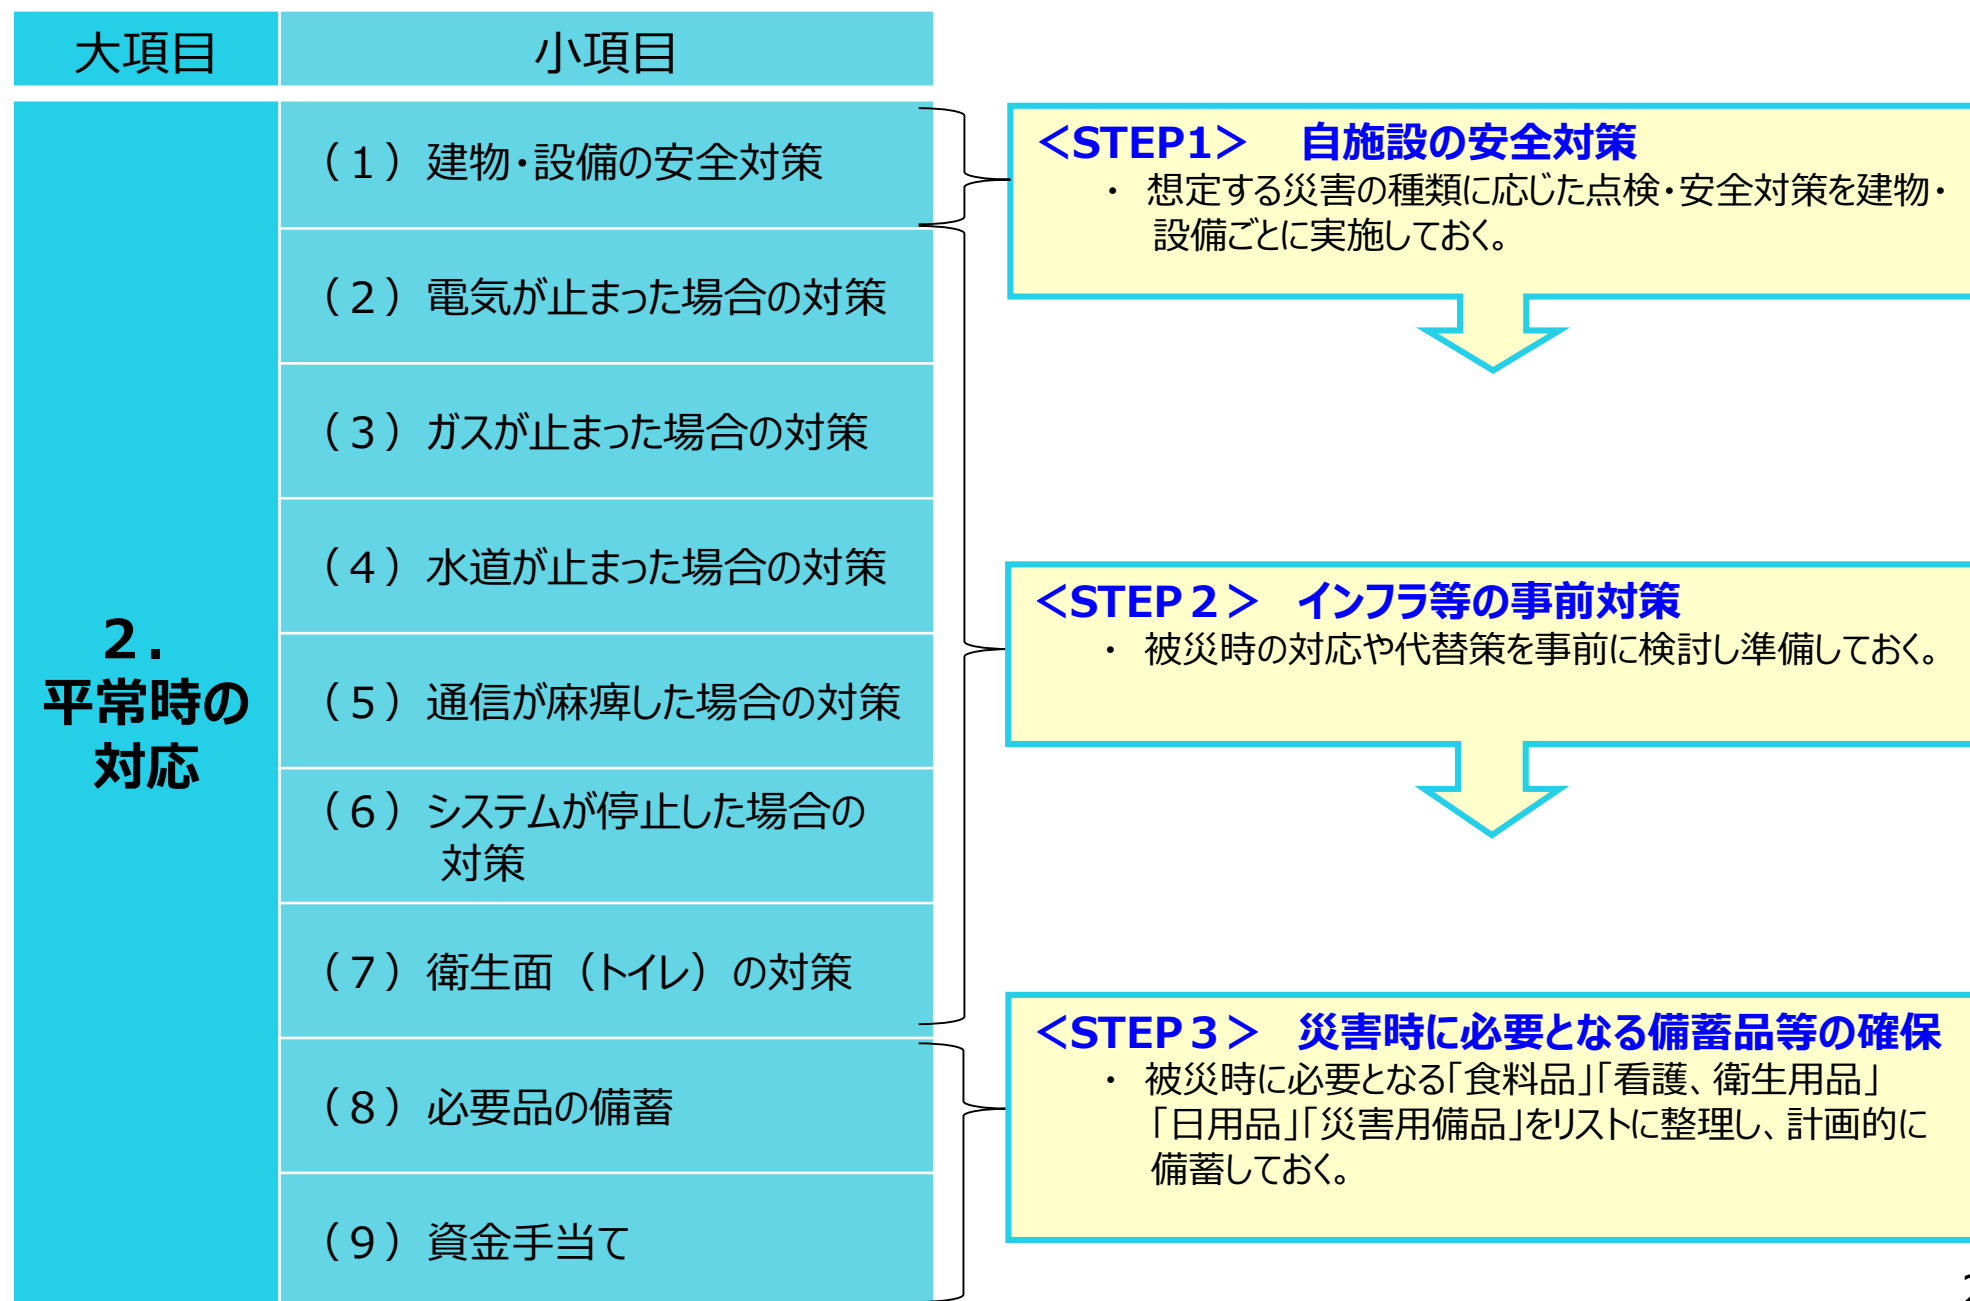 大項目
小項目
2.
平常時の
対応
（1）建物・設備の安全対策
（2）電気が止まった場合の対策
（3）ガスが止まった場合の対策
（4）水道が止まった場合の対策
（5）通信が麻痺した場合の対策
（6）システムが停止した場合の
対策
（7）衛生面（トイレ）の対策
（8）必要品の備蓄
（9）資金手当て
＜STEP1＞　自施設の安全対策
・ 想定する災害の種類に応じた点検・安全対策を建物・
設備ごとに実施しておく。
＜STEP２＞　インフラ等の事前対策
・ 被災時の対応や代替策を事前に検討し準備しておく。
＜STEP３＞　災害時に必要となる備蓄品等の確保
・ 被災時に必要となる「食料品」「看護、衛生用品」
「日用品」「災害用備品」をリストに整理し、計画的に
備蓄しておく。